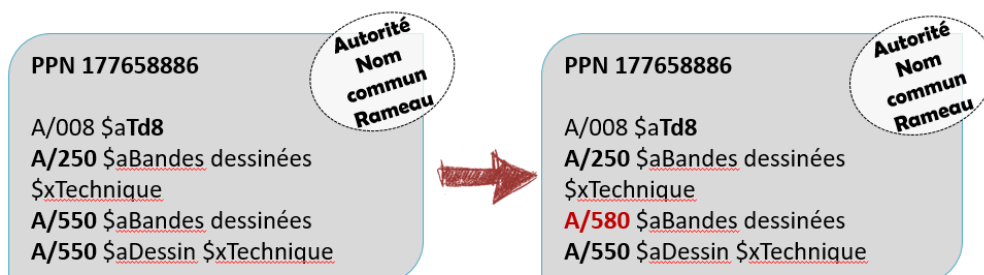 PPN 177658886
Autorité
Nom
commun
Rameau
A/008 $aTd8
A/250 $aBandes dessinées
$xTechnique
A/550 $aBandes dessinées
A/550 $aDessin $xTechnique
PPN 177658886
Autorité
Nom
commun
Rameau
A/008 $aTd8
A/250 $aBandes dessinées
$xTechnique
A/580 $aBandes dessinées
A/550 $aDessin $xTechnique